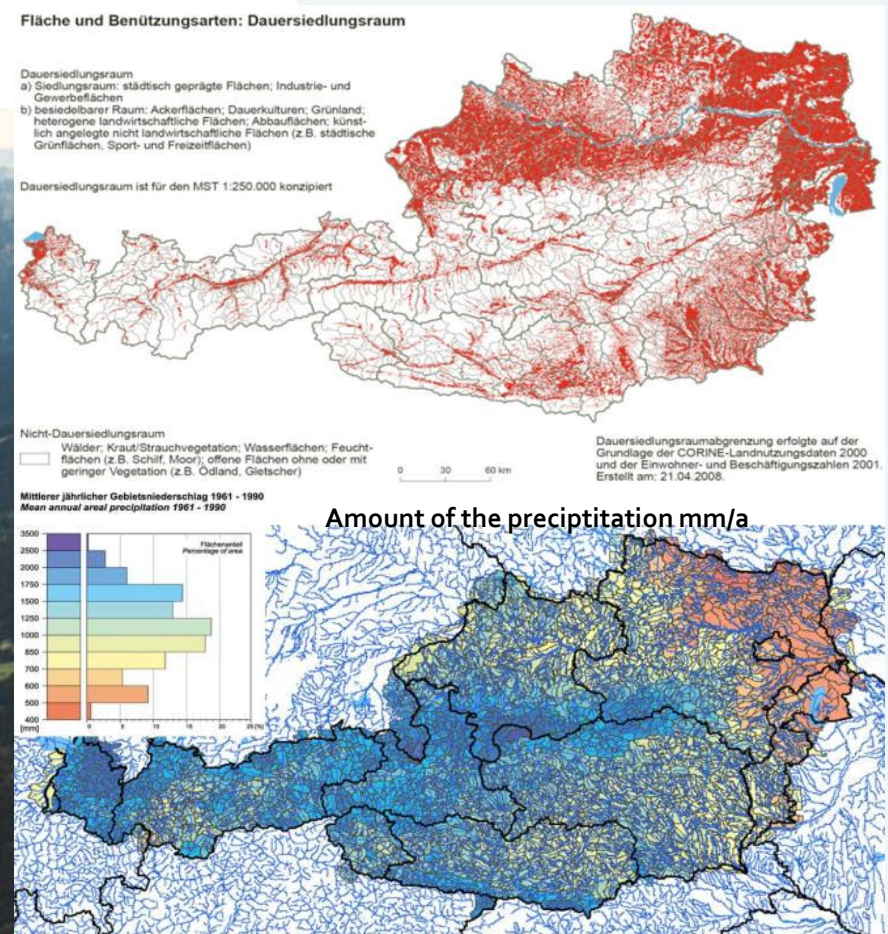 Fläche und Benützungsarten: Dauersiedlungsraum
Dauersiedlungsraum
a) Siedlungsraum: städtisch geprägte Flächen; Industrie- und
Gewerbeflächen
b) besiedelbarer Raum: Ackerflächen; Dauerkulturen; Grünland;
heterogene landwirtschaftliche Flächen; Abbauflächen; künst-
lich angelegte nicht landwirtschaftliche Flächen (z.B. städtische
Grünflächen, Sport- und Freizeitflächen)
Dauersiedlungsraum ist für den MST 1:250.000 konzipiert
Nicht-Dauersiedlungsraum
Wälder; Kraut/Strauchvegetation; Wasserflächen; Feucht-
flächen (z.B. Schilf, Moor); offene Flächen ohne oder mit
geringer Vegetation (z.B. Ödland, Gletscher)
0 30 60 km
Dauersiedlungsraumabgrenzung erfolgte auf der
Grundlage der CORINE-Landnutzungsdaten 2000
und der Einwohner- und Beschäftigungszahlen 2001.
Erstellt am: 21.04.2008.
Mittlerer jährlicher Gebietsniederschlag 1961 - 1990
Mean annual areal precipitation 1961 - 1990
Amount of the preciptitation mm/a
Flächenanteil
Percentage of area
3500
2500
2000
1750
1500
1250
1000
850
700
600
500
400
[mm]
0 5 10 15 20 25 [%]